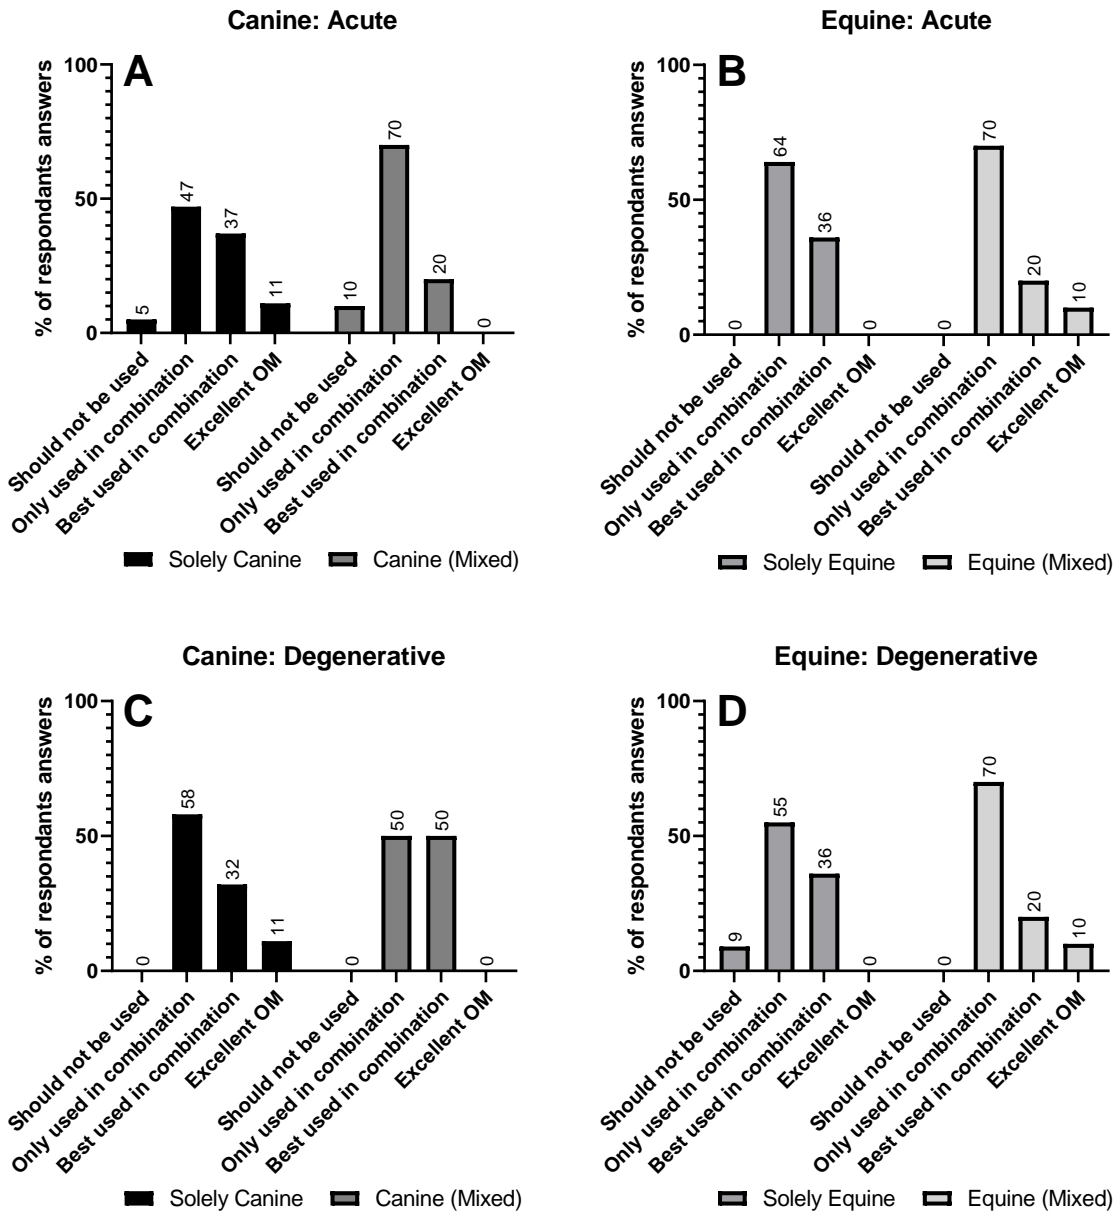 Canine: Acute
A
% of respondants answers
100
50
0
5
47
37
11
10
70
20
0
Should not be used
Only used in combination
Best used in combination
Excellent OM
Should not be used
Only used in combination
Best used in combination
Excellent OM
Solely Canine
Canine (Mixed)
Equine: Acute
B
% of respondants answers
100
50
0
0
64
36
0
0
70
20
10
Should not be used
Only used in combination
Best used in combination
Excellent OM
Should not be used
Only used in combination
Best used in combination
Excellent OM
Solely Equine
Equine (Mixed)
Canine: Degenerative
C
% of respondants answers
100
50
0
0
58
32
11
0
50
50
0
Should not be used
Only used in combination
Best used in combination
Excellent OM
Should not be used
Only used in combination
Best used in combination
Excellent OM
Solely Canine
Canine (Mixed)
Equine: Degenerative
D
% of respondants answers
100
50
0
9
55
36
0
0
70
20
10
Should not be used
Only used in combination
Best used in combination
Excellent OM
Should not be used
Only used in combination
Best used in combination
Excellent OM
Solely Equine
Equine (Mixed)